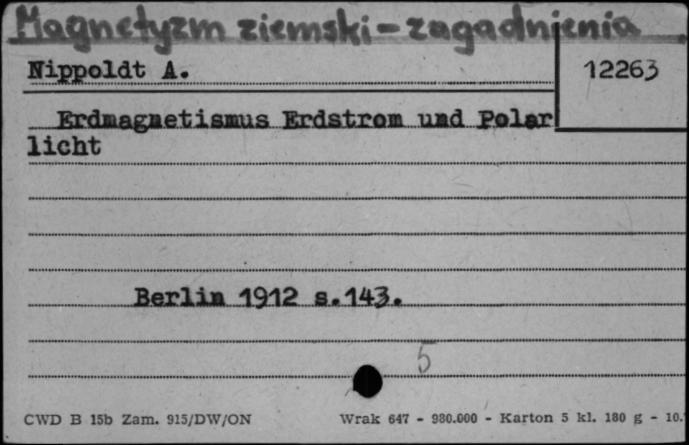 Magnetyzm ziemski - zagadnienia
Nippoldt A.
12263
Erdmagnetismus Erdstrom und Polar
licht
Berlin 1912 s.143.
5
CWD B 15b Zam. 915/DW/ON
Wrak 647 - 980.000 - Karton 5 kl. 180 g - 10.